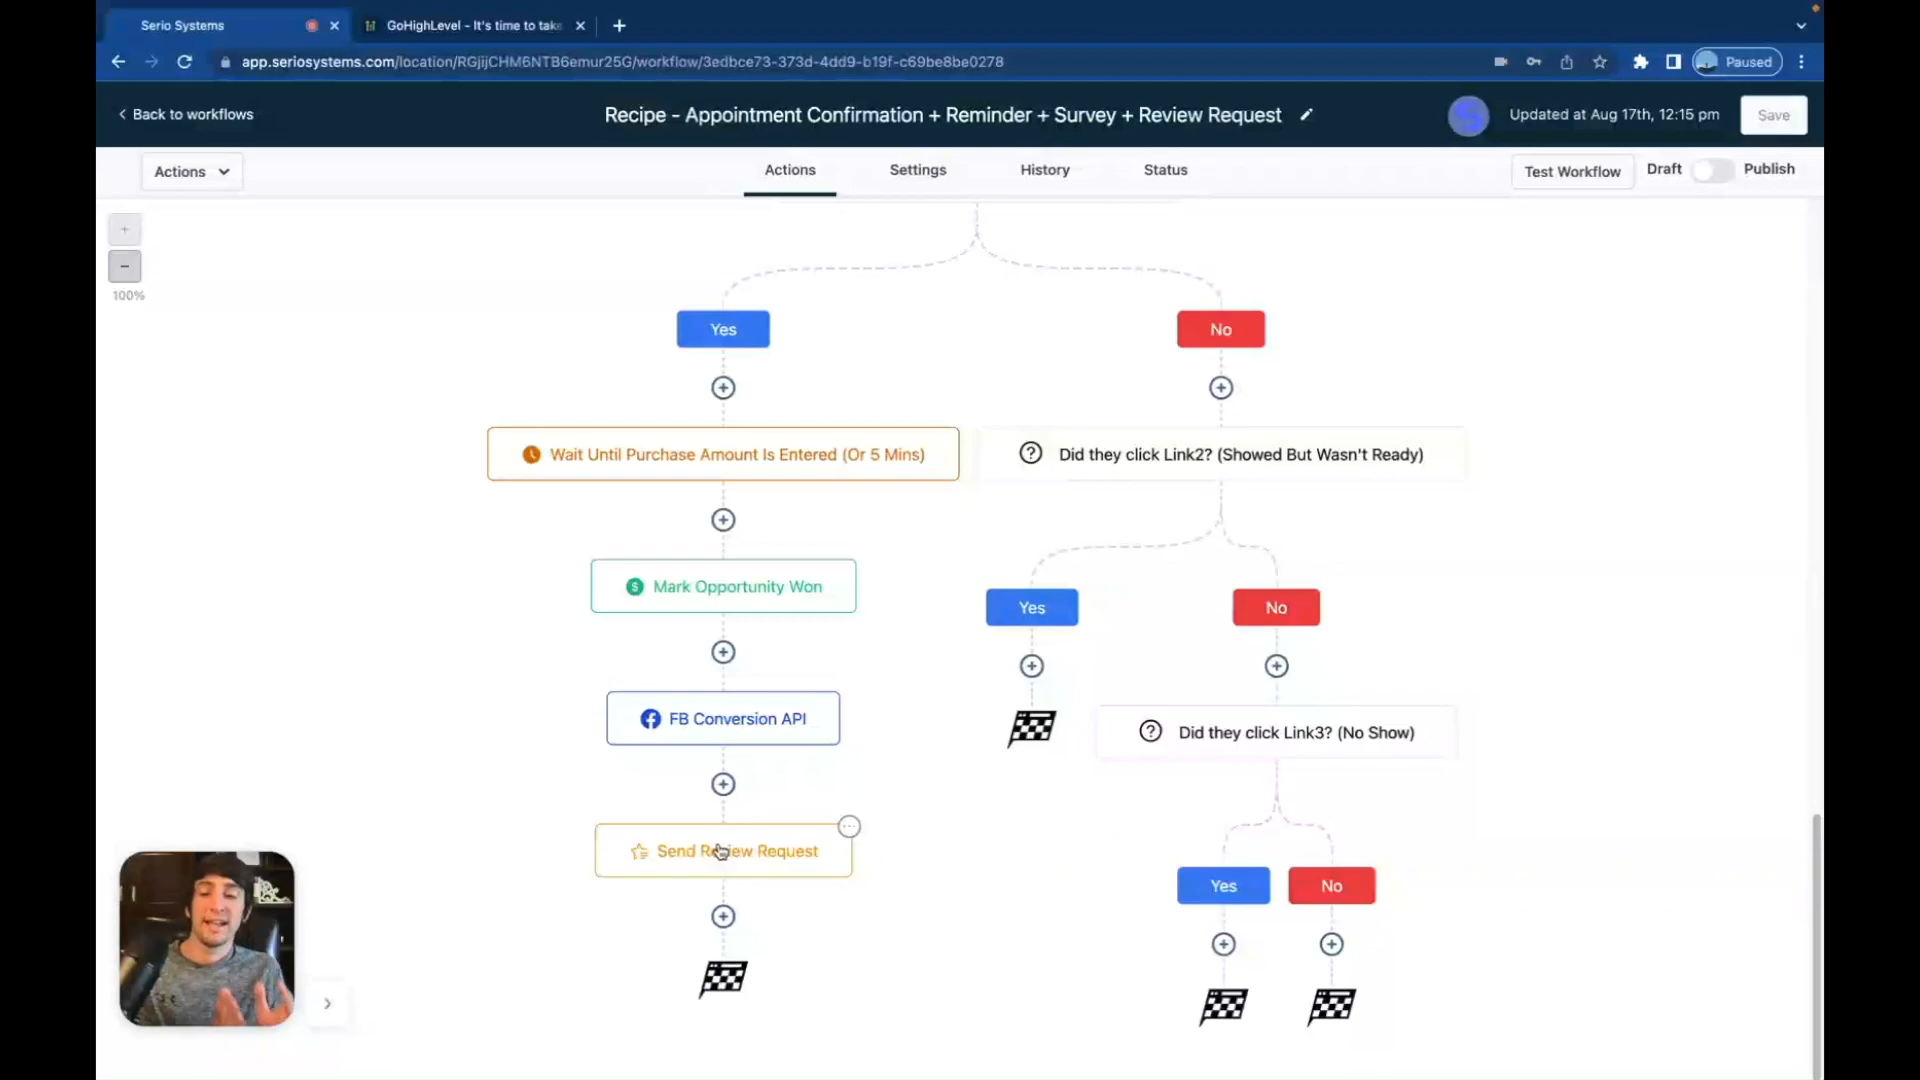 Serio Systems
GoHighLevel - It's time to take
app.seriosystems.com/location/RGjijCHM6NTB6emur25G/workflow/3edbce73-373d-4dd9-b19f-c69be8be0278
Paused
Back to workflows
Recipe - Appointment Confirmation + Reminder + Survey + Review Request
Updated at Aug 17th, 12:15 pm
Save
Actions
Actions
Settings
History
Status
Test Workflow
Draft
Publish
100%
Yes
No
Wait Until Purchase Amount Is Entered (Or 5 Mins)
Did they click Link2? (Showed But Wasn't Ready)
Mark Opportunity Won
Yes
No
FB Conversion API
Did they click Link3? (No Show)
Send Review Request
Yes
No